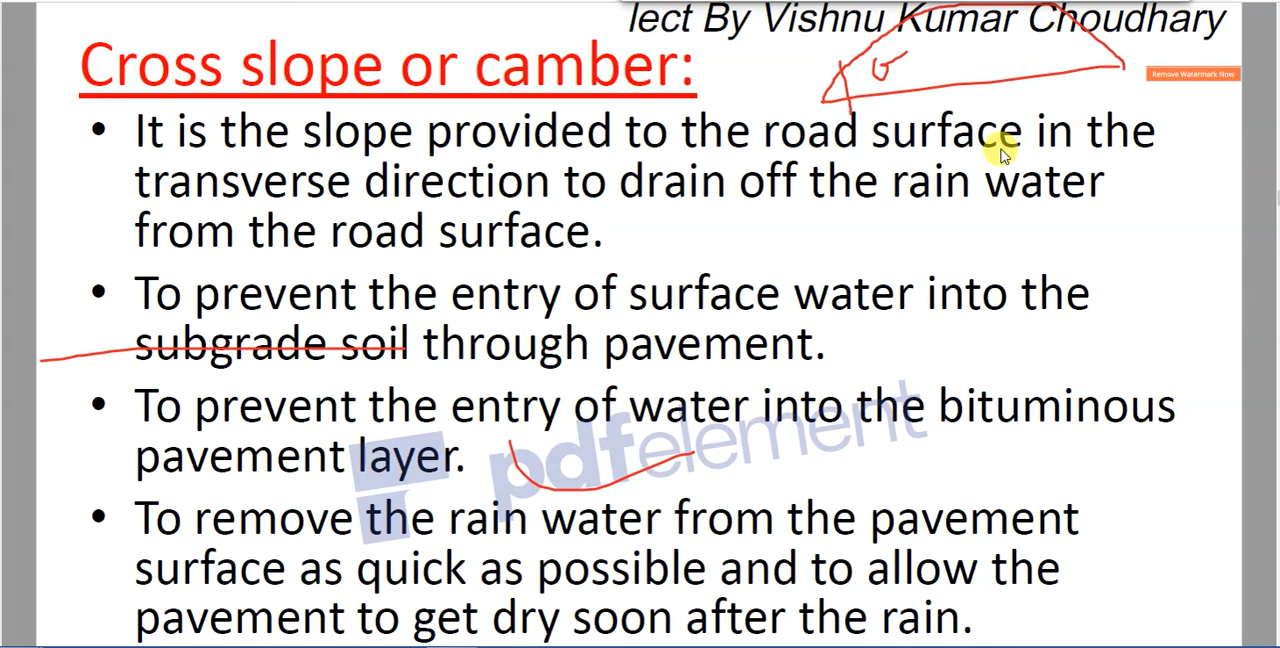 lect By Vishnu Kumar Choudhary
Cross slope or camber:
Remove Watermark Now
• It is the slope provided to the road surface in the
transverse direction to drain off the rain water
from the road surface.
• To prevent the entry of surface water into the
subgrade soil through pavement.
• To prevent the entry of water into the bituminous
pavement layer.
pdfelement
• To remove the rain water from the pavement
surface as quick as possible and to allow the
pavement to get dry soon after the rain.